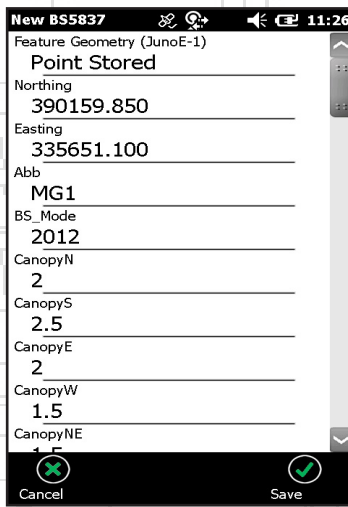 New BS5837 11:26
Feature Geometry (JunoE-1)
Point Stored
Northing
390159.850
Easting
335651.100
Abb
MG1
BS_Mode
2012
CanopyN
2
CanopyS
2.5
CanopyE
2
CanopyW
1.5
CanopyNE
Cancel Save